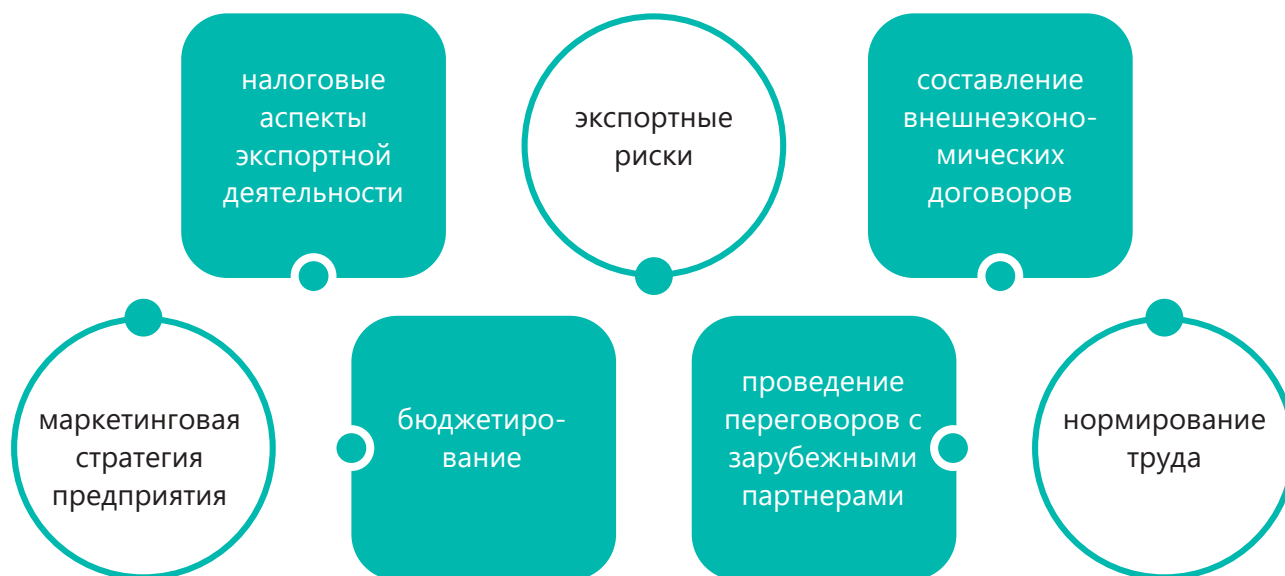 налоговые
аспекты
экспортной
деятельности
экспортные
риски
составление
внешнеэконо-
мических
договоров
маркетинговая
стратегия
предприятия
бюджетиро-
вание
проведение
переговоров с
зарубежными
партнерами
нормирование
труда